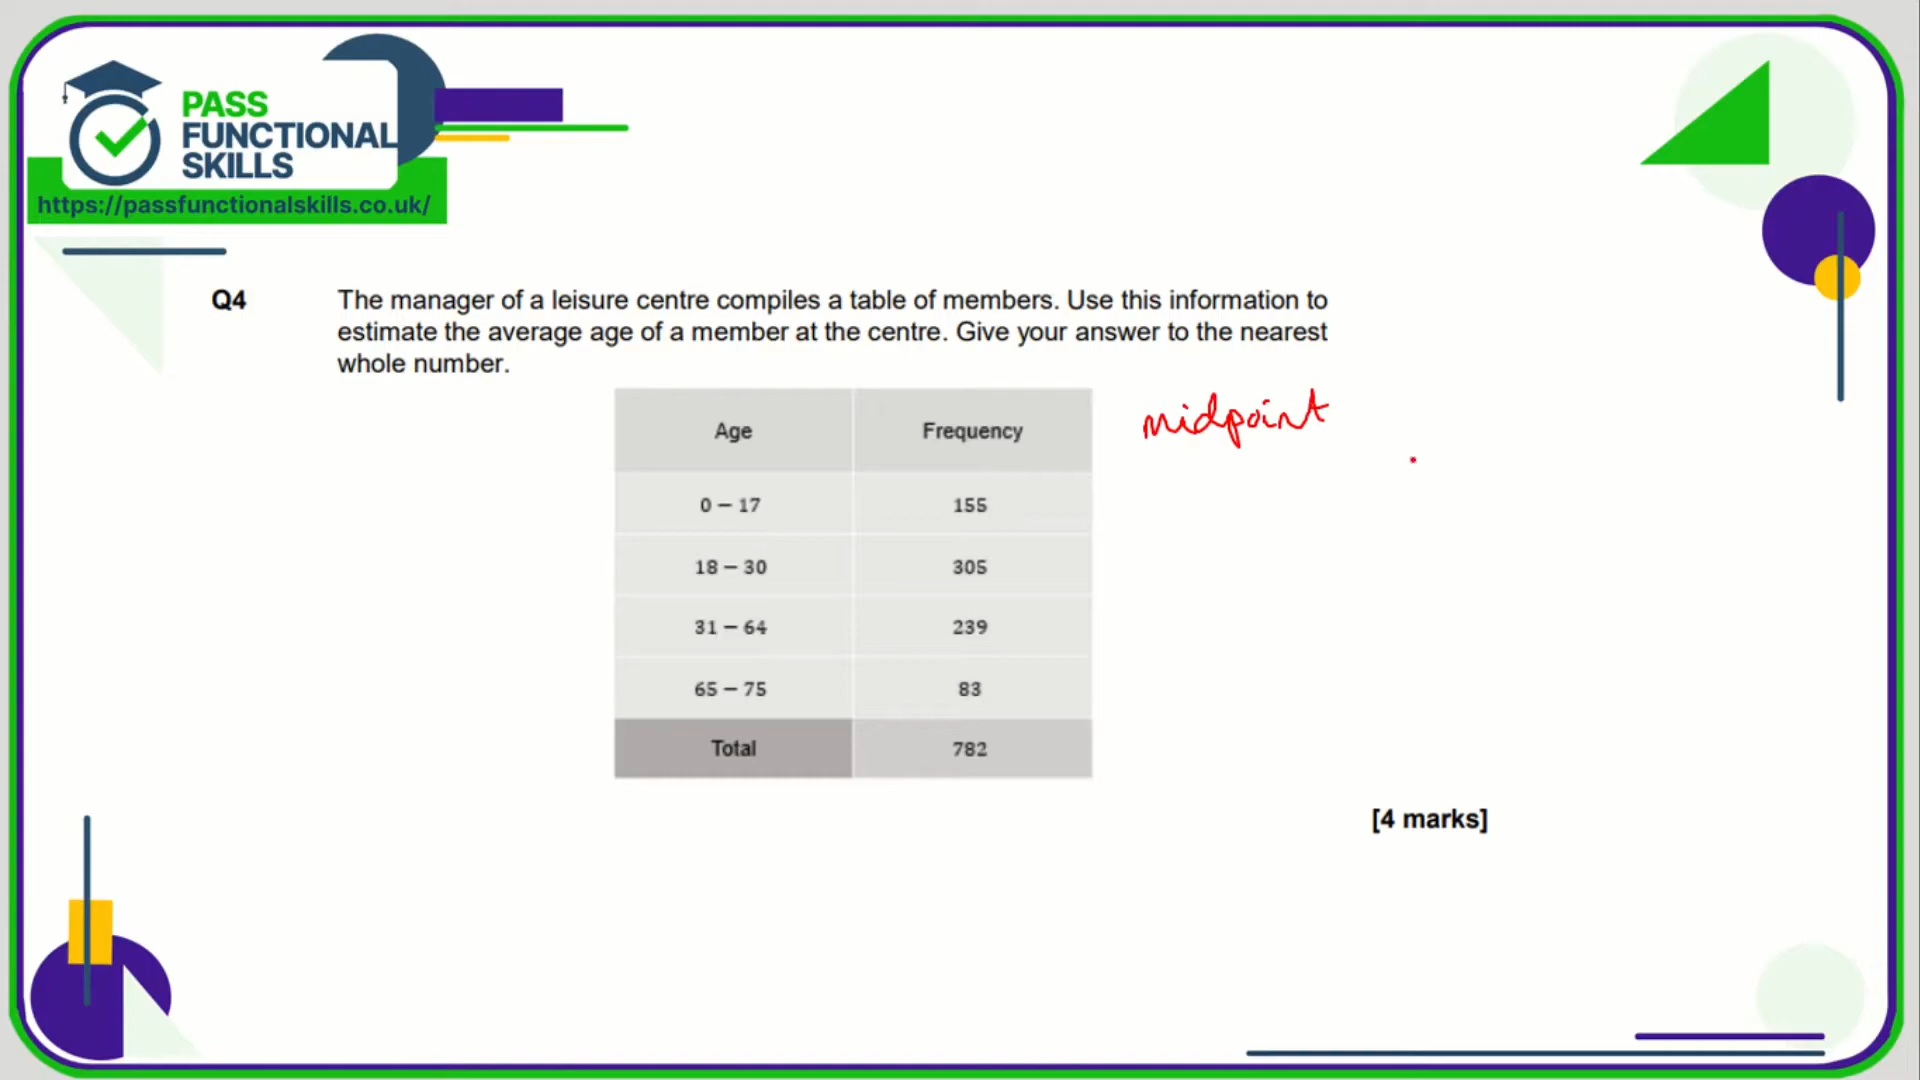 PASS
FUNCTIONAL
SKILLS
https://passfunctionalskills.co.uk/
Q4 The manager of a leisure centre compiles a table of members. Use this information to
estimate the average age of a member at the centre. Give your answer to the nearest
whole number.
Age Frequency midpoint
0 – 17 155
18 – 30 305
31 – 64 239
65 – 75 83
Total 782
[4 marks]